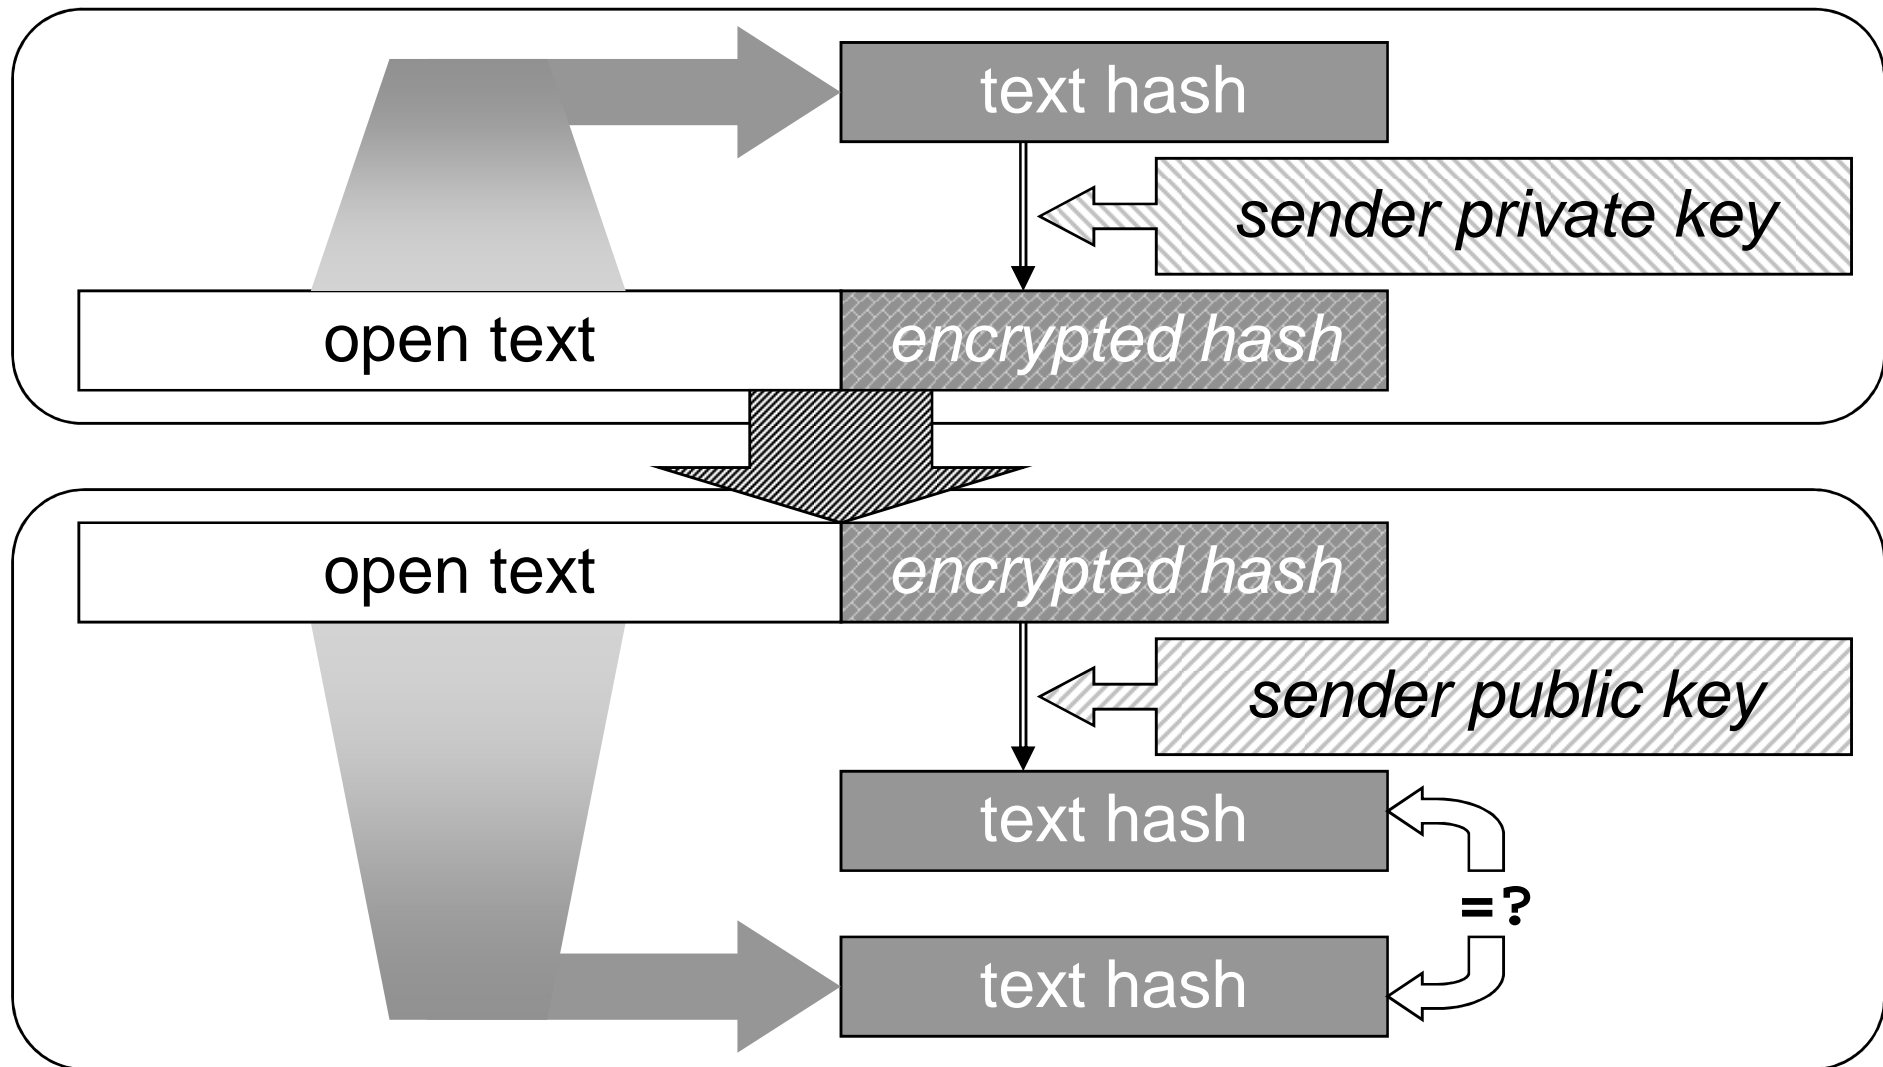 text hash
sender private key
open text
encrypted hash
open text
encrypted hash
sender public key
text hash
=?
text hash